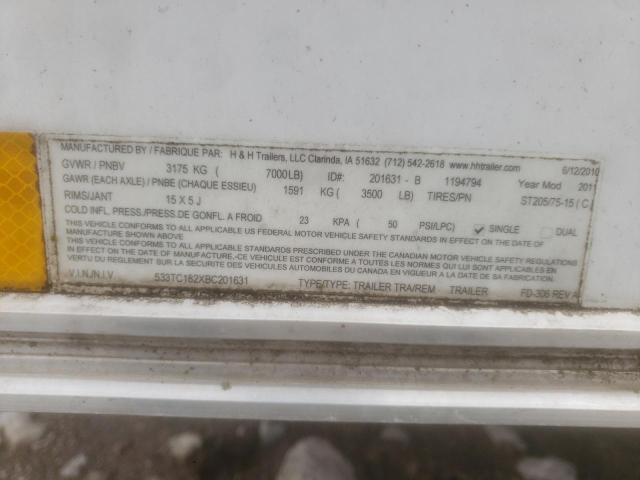 MANUFACTURED BY / FABRIQUE PAR: H & H Trailers, LLC Clarinda, IA 51632 (712) 542-2618 www.hhtrailer.com 6/12/2010
GVWR / PNBV 3175 KG ( 7000LB) ID#: 201631 - B 1194794 Year Mod 2011
GAWR (EACH AXLE) / PNBE (CHAQUE ESSIEU) 1591 KG ( 3500 LB) TIRES/PN ST205/75-15 ( C )
RIMS/JANT 15 X 5 J
COLD INFL. PRESS/PRESS.DE GONFL. A FROID 23 KPA ( 50 PSI/LPC) ✓ SINGLE DUAL
THIS VEHICLE CONFORMS TO ALL APPLICABLE US FEDERAL MOTOR VEHICLE SAFETY STANDARDS IN EFFECT ON THE DATE OF MANUFACTURE.
THIS VEHICLE CONFORMS TO ALL APPLICABLE STANDARDS PRESCRIBED UNDER THE CANADIAN MOTOR VEHICLE SAFETY REGULATIONS IN EFFECT ON THE DATE OF MANUFACTURE. CE VEHICULE EST CONFORME A TOUTES LES NORMES QUI LUI SONT APPLICABLES EN VERTU DU REGLEMENT SUR LA SECURITE DES VEHICULES AUTOMOBILES DU CANADA EN VIGUEUR A LA DATE DE SA FABRICATION.
V.I.N./N.I.V. 533TC182XBC201631 TYPE/TYPE: TRAILER TRA/REM TRAILER FD-306 REV